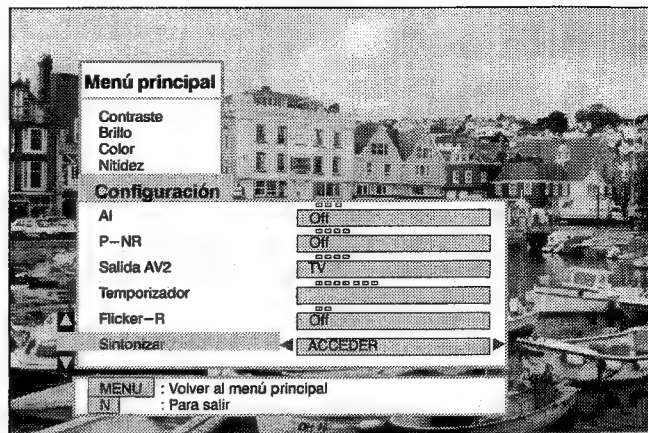 Menú principal
Contraste
Brillo
Color
Nitidez
Configuración
AI Off
P-NR Off
Salida AV2 TV
Temporizador
Flicker-R Off
Sintonizar ACCEDER
MENU : Volver al menú principal
N : Para salir